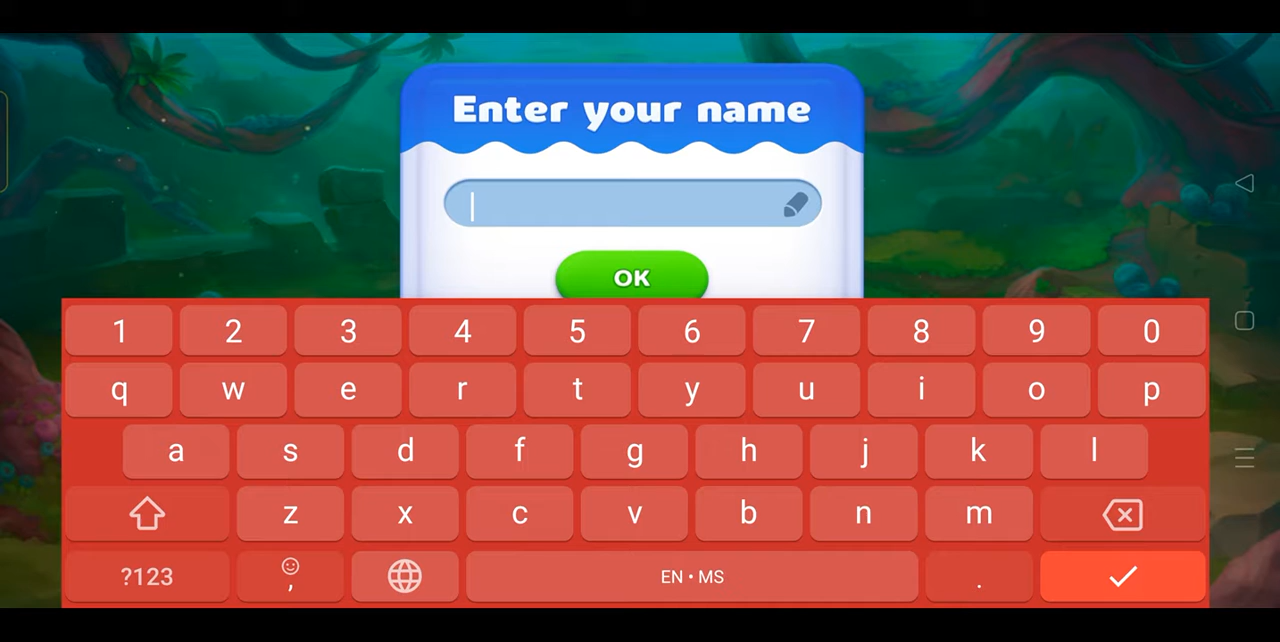 Enter your name
OK
1 2 3 4 5 6 7 8 9 0
q w e r t y u i o p
a s d f g h j k l
z x c v b n m
?123 , EN • MS .